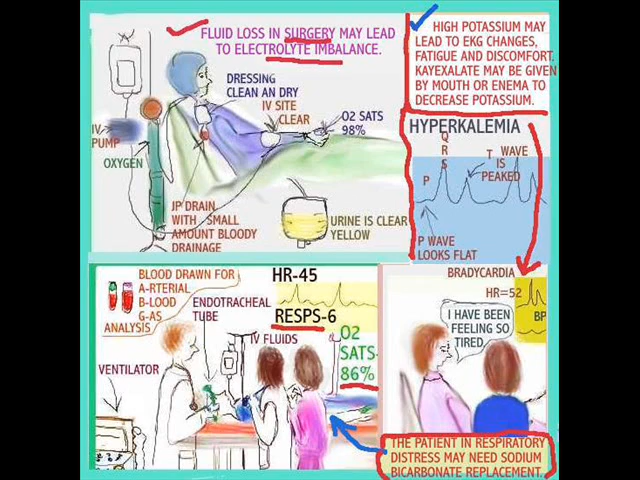 FLUID LOSS IN SURGERY MAY LEAD
TO ELECTROLYTE IMBALANCE.
DRESSING
CLEAN AN DRY
IV SITE
CLEAR
O2 SATS
98%
IV
PUMP
OXYGEN
JP DRAIN
WITH SMALL
AMOUNT BLOODY
DRAINAGE
URINE IS CLEAR
YELLOW
HIGH POTASSIUM MAY
LEAD TO EKG CHANGES,
FATIGUE AND DISCOMFORT.
KAYEXALATE MAY BE GIVEN
BY MOUTH OR ENEMA TO
DECREASE POTASSIUM.
HYPERKALEMIA
Q
R
S
P
T WAVE
IS
PEAKED
P WAVE
LOOKS FLAT
BLOOD DRAWN FOR
A-RTERIAL
B-LOOD
G-AS
ANALYSIS
ENDOTRACHEAL
TUBE
HR-45
RESPS-6
IV FLUIDS
O2
SATS-
86%
VENTILATOR
BRADYCARDIA
HR=52
BP
I HAVE BEEN
FEELING SO
TIRED.
THE PATIENT IN RESPIRATORY
DISTRESS MAY NEED SODIUM
BICARBONATE REPLACEMENT.